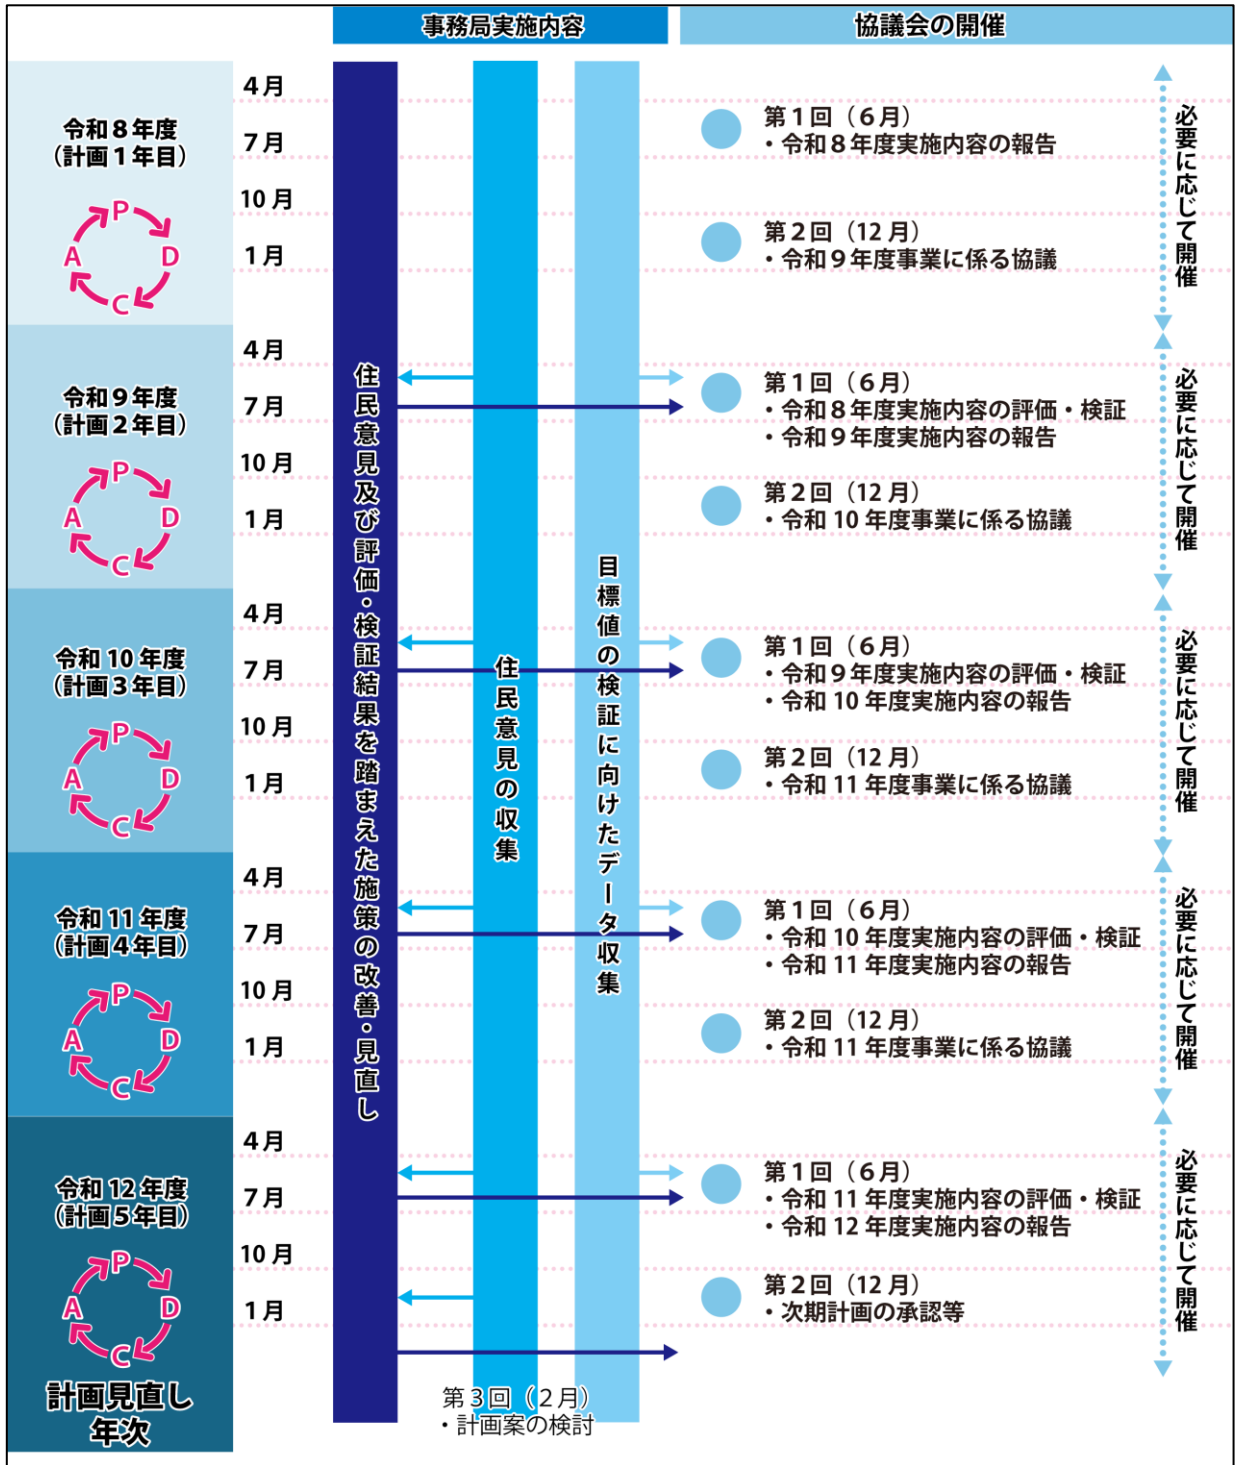 事務局実施内容
協議会の開催
令和8年度
(計画1年目)
P
D
C
A
4月
7月
10月
1月
第1回(6月)
・令和8年度実施内容の報告
第2回(12月)
・令和9年度事業に係る協議
必要に応じて開催
令和9年度
(計画2年目)
P
D
C
A
4月
7月
10月
1月
第1回(6月)
・令和8年度実施内容の評価・検証
・令和9年度実施内容の報告
第2回(12月)
・令和10年度事業に係る協議
必要に応じて開催
令和10年度
(計画3年目)
P
D
C
A
4月
7月
10月
1月
第1回(6月)
・令和9年度実施内容の評価・検証
・令和10年度実施内容の報告
第2回(12月)
・令和11年度事業に係る協議
必要に応じて開催
令和11年度
(計画4年目)
P
D
C
A
4月
7月
10月
1月
第1回(6月)
・令和10年度実施内容の評価・検証
・令和11年度実施内容の報告
第2回(12月)
・令和11年度事業に係る協議
必要に応じて開催
令和12年度
(計画5年目)
P
D
C
A
計画見直し
年次
4月
7月
10月
1月
第1回(6月)
・令和11年度実施内容の評価・検証
・令和12年度実施内容の報告
第2回(12月)
・次期計画の承認等
必要に応じて開催
住民意見及び評価・検証結果を踏まえた施策の改善・見直し
住民意見の収集
目標値の検証に向けたデータ収集
第3回(2月)
・計画案の検討